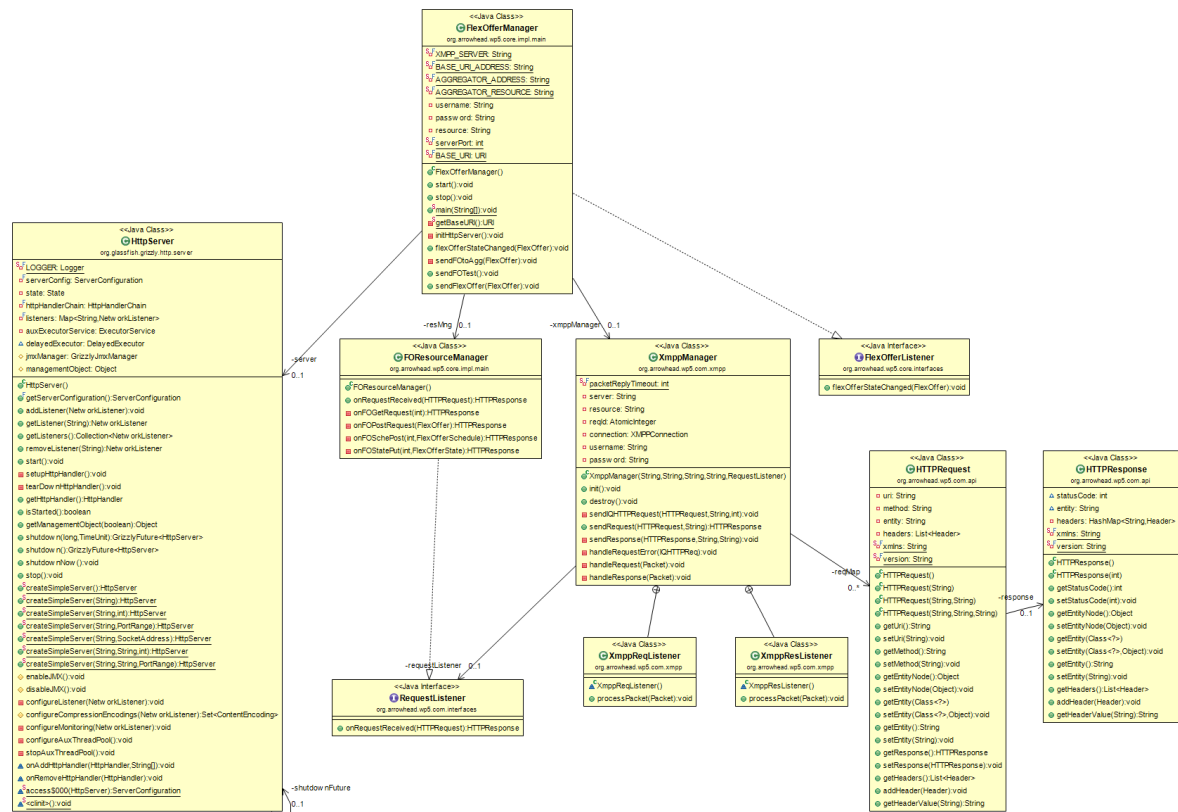 <<Java Class>>
FlexOfferManager
org.arrowhead.wp5.core.impl.main
XMPP_SERVER: String
BASE_URI_ADDRESS: String
AGGREGATOR_ADDRESS: String
AGGREGATOR_RESOURCE: String
username: String
password: String
resource: String
serverPort: int
BASE_URI: URI
FlexOfferManager()
start():void
stop():void
main(String[]):void
getBaseURI():URI
initHttpServer():void
flexOfferStateChanged(FlexOffer):void
sendFOtoAgg(FlexOffer):void
sendFOTest():void
sendFlexOffer(FlexOffer):void
<<Java Class>>
HttpServer
org.glassfish.grizzly.http.server
LOGGER: Logger
serverConfig: ServerConfiguration
state: State
httpHandlerChain: HttpHandlerChain
listeners: Map<String,NetworkListener>
auxExecutorService: ExecutorService
delayedExecutor: DelayedExecutor
jmxManager: GrizzlyJmxManager
managementObject: Object
HttpServer()
getServerConfiguration():ServerConfiguration
addListener(NetworkListener):void
getListener(String):NetworkListener
getListeners():Collection<NetworkListener>
removeListener(String):NetworkListener
start():void
setupHttpHandler():void
tearDownHttpHandler():void
getHttpHandler():HttpHandler
isStarted():boolean
getManagementObject(boolean):Object
shutdown(long,TimeUnit):GrizzlyFuture<HttpServer>
shutdown():GrizzlyFuture<HttpServer>
shutdownNow():void
stop():void
createSimpleServer():HttpServer
createSimpleServer(String):HttpServer
createSimpleServer(String,int):HttpServer
createSimpleServer(String,PortRange):HttpServer
createSimpleServer(String,SocketAddress):HttpServer
createSimpleServer(String,String,int):HttpServer
createSimpleServer(String,String,PortRange):HttpServer
enableJMX():void
disableJMX():void
configureListener(NetworkListener):void
configureCompressionEncodings(NetworkListener):Set<ContentEncoding>
configureMonitoring(NetworkListener):void
configureAuxThreadPool():void
stopAuxThreadPool():void
onAddHttpHandler(HttpHandler,String[]):void
onRemoveHttpHandler(HttpHandler):void
access$000(HttpServer):ServerConfiguration
<clinit>():void
-server
0..1
-shutdownFuture
0..1
-resMng
0..1
-xmppManager
0..1
<<Java Class>>
FOResourceManager
org.arrowhead.wp5.core.impl.main
FOResourceManager()
onRequestReceived(HTTPRequest):HTTPResponse
onFOGetRequest(int):HTTPResponse
onFOPostRequest(FlexOffer):HTTPResponse
onFOSchePost(int,FlexOfferSchedule):HTTPResponse
onFOStatePut(int,FlexOfferState):HTTPResponse
<<Java Class>>
XmppManager
org.arrowhead.wp5.com.xmpp
packetReplyTimeout: int
server: String
resource: String
reqId: AtomicInteger
connection: XMPPConnection
username: String
password: String
XmppManager(String,String,String,String,RequestListener)
init():void
destroy():void
sendIQHTTPRequest(HTTPRequest,String,int):void
sendRequest(HTTPRequest,String):HTTPResponse
sendResponse(HTTPResponse,String,String):void
handleRequestError(IQHTTPReq):void
handleRequest(Packet):void
handleResponse(Packet):void
<<Java Interface>>
FlexOfferListener
org.arrowhead.wp5.core.interfaces
flexOfferStateChanged(FlexOffer):void
-requestListener
0..1
<<Java Interface>>
RequestListener
org.arrowhead.wp5.com.interfaces
onRequestReceived(HTTPRequest):HTTPResponse
<<Java Class>>
XmppReqListener
org.arrowhead.wp5.com.xmpp
XmppReqListener()
processPacket(Packet):void
<<Java Class>>
XmppResListener
org.arrowhead.wp5.com.xmpp
XmppResListener()
processPacket(Packet):void
-reqMap
0..*
<<Java Class>>
HTTPRequest
org.arrowhead.wp5.com.api
uri: String
method: String
entity: String
headers: List<Header>
xmlns: String
version: String
HTTPRequest()
HTTPRequest(String)
HTTPRequest(String,String)
HTTPRequest(String,String,String)
getUri():String
setUri(String):void
getMethod():String
setMethod(String):void
getEntityNode():Object
setEntityNode(Object):void
getEntity(Class<?>)
setEntity(Class<?>,Object):void
getEntity():String
setEntity(String):void
getResponse():HTTPResponse
setResponse(HTTPResponse):void
getHeaders():List<Header>
addHeader(Header):void
getHeaderValue(String):String
-response
0..1
<<Java Class>>
HTTPResponse
org.arrowhead.wp5.com.api
statusCode: int
entity: String
headers: HashMap<String,Header>
xmlns: String
version: String
HTTPResponse()
HTTPResponse(int)
getStatusCode():int
setStatusCode(int):void
getEntityNode():Object
setEntityNode(Object):void
getEntity(Class<?>)
setEntity(Class<?>,Object):void
getEntity():String
setEntity(String):void
getHeaders():List<Header>
addHeader(Header):void
getHeaderValue(String):String